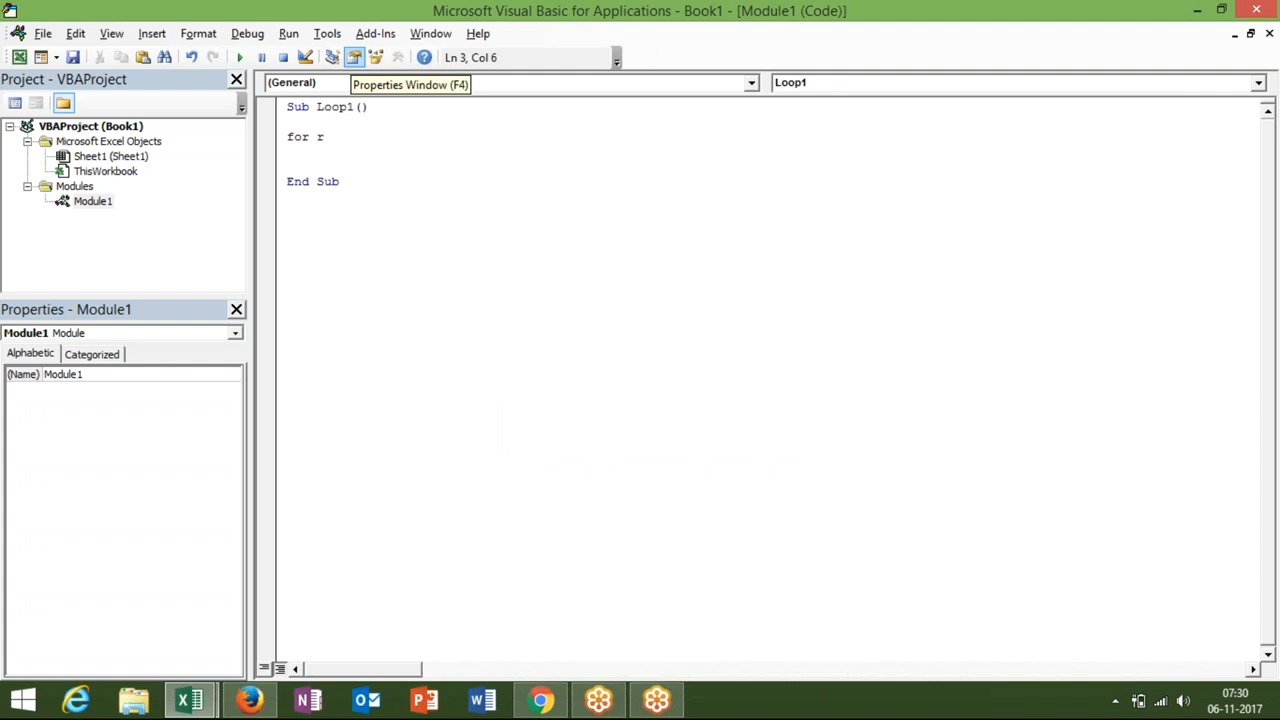 Microsoft Visual Basic for Applications - Book1 - [Module1 (Code)]
File Edit View Insert Format Debug Run Tools Add-Ins Window Help
Ln 3, Col 6
Project - VBAProject
(General)
Loop1
Properties Window (F4)
Sub Loop1()
for r
End Sub
VBAProject (Book1)
Microsoft Excel Objects
Sheet1 (Sheet1)
ThisWorkbook
Modules
Module1
Properties - Module1
Module1 Module
Alphabetic Categorized
(Name) Module1
07:30
06-11-2017